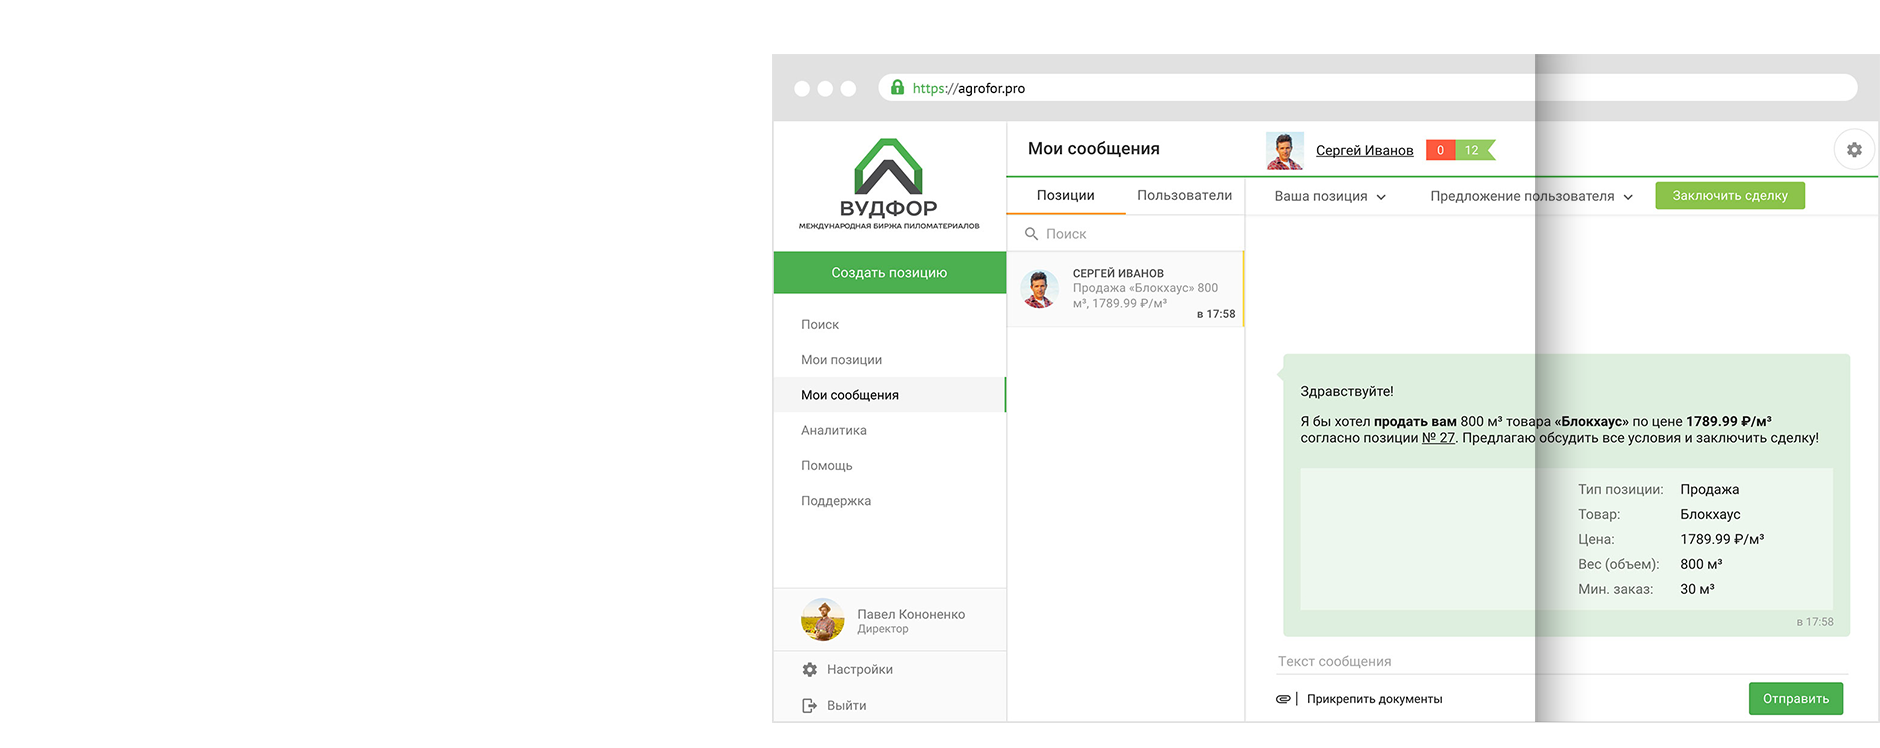 https://agrofor.pro
ВУДФОР
МЕЖДУНАРОДНАЯ БИРЖА ПИЛОМАТЕРИАЛОВ
Создать позицию
Поиск
Мои позиции
Мои сообщения
Аналитика
Помощь
Поддержка
Павел Кононенко
Директор
Настройки
Выйти
Мои сообщения
Сергей Иванов 0 12
Позиции Пользователи
Поиск
СЕРГЕЙ ИВАНОВ
Продажа «Блокхаус» 800
м³, 1789.99 ₽/м³
в 17:58
Ваша позиция Предложение пользователя Заключить сделку
Здравствуйте!
Я бы хотел продать вам 800 м³ товара «Блокхаус» по цене 1789.99 ₽/м³
согласно позиции № 27. Предлагаю обсудить все условия и заключить сделку!
Тип позиции: Продажа
Товар: Блокхаус
Цена: 1789.99 ₽/м³
Вес (объем): 800 м³
Мин. заказ: 30 м³
в 17:58
Текст сообщения
Прикрепить документы
Отправить